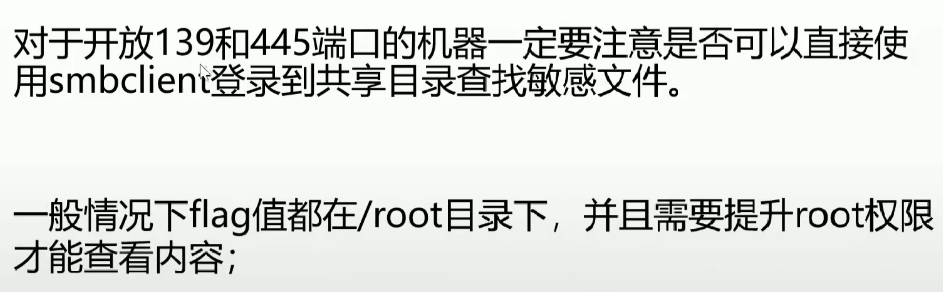 对于开放139和445端口的机器一定要注意是否可以直接使
用smbclient登录到共享目录查找敏感文件。
一般情况下flag值都在/root目录下，并且需要提升root权限
才能查看内容；